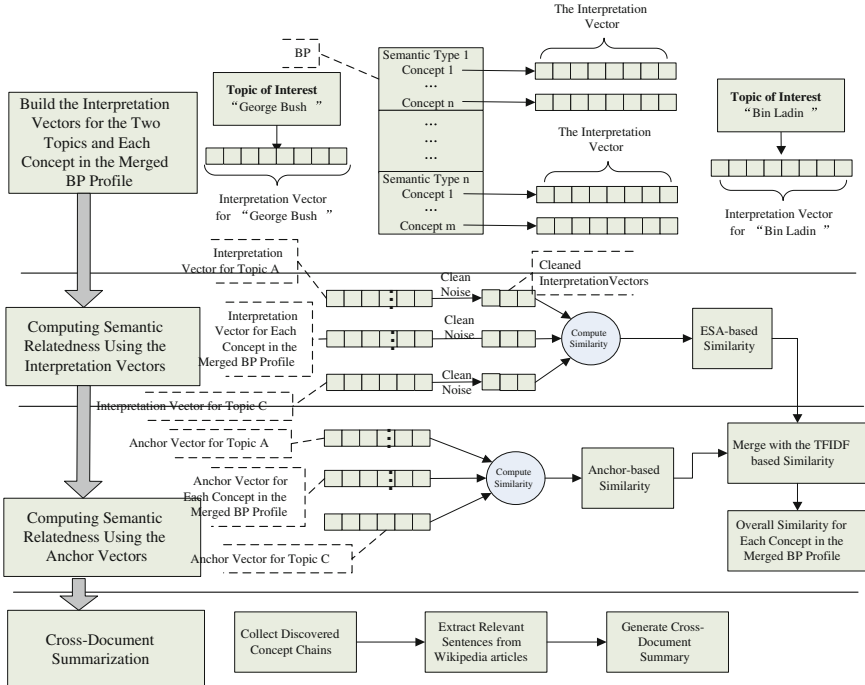 The Interpretation
Vector
BP
Semantic Type 1
Concept 1
...
Concept n
...
...
...
Semantic Type n
Concept 1
...
Concept m
The Interpretation
Vector
Topic of Interest
“George Bush ”
Interpretation Vector
for “George Bush ”
Topic of Interest
“Bin Ladin”
Interpretation Vector
for “Bin Ladin”
Build the Interpretation
Vectors for the Two
Topics and Each
Concept in the Merged
BP Profile
Interpretation
Vector for Topic A
Clean
Noise
Cleaned
InterpretationVectors
Computing Semantic
Relatedness Using the
Interpretation Vectors
Interpretation
Vector for Each
Concept in the
Merged BP Profile
Clean
Noise
Compute
Similarity
ESA-based
Similarity
Interpretation Vector for Topic C
Clean
Noise
Anchor Vector for Topic A
Anchor Vector for
Each Concept in the
Merged BP Profile
Compute
Similarity
Anchor-based
Similarity
Merge with the TFIDF
based Similarity
Computing Semantic
Relatedness Using the
Anchor Vectors
Anchor Vector for Topic C
Overall Similarity for
Each Concept in the
Merged BP Profile
Cross-Document
Summarization
Collect Discovered
Concept Chains
Extract Relevant
Sentences from
Wikipedia articles
Generate Cross-
Document
Summary